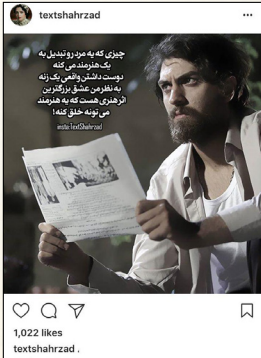 textshahrzad
چیزی که یه مرد رو تبدیل به
یک هنرمند می کنه
دوست داشتن واقعی یک زنه
به نظر من عشق بزرگترین
اثر هنری هست که یه هنرمند
می تونه خلق کنه!
insta:TextShahrzad
1,022 likes
textshahrzad .